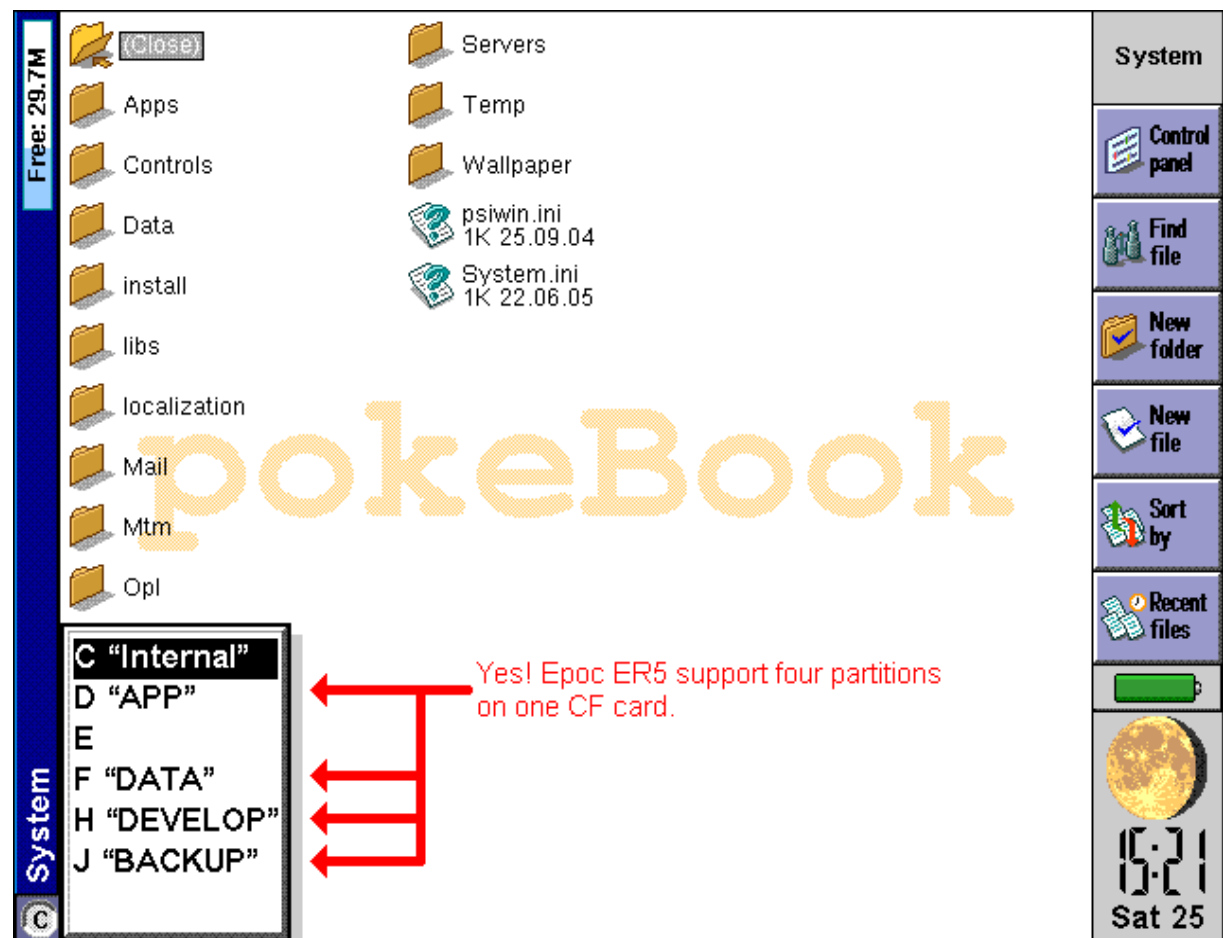 Free: 29.7M
System
C
(Close)
Apps
Controls
Data
install
libs
localization
Mail
Mtm
Opl
Servers
Temp
Wallpaper
psiwin.ini
1K 25.09.04
System.ini
1K 22.06.05
pokeBook
C “Internal”
D “APP”
E
F “DATA”
H “DEVELOP”
J “BACKUP”
Yes! Epoc ER5 support four partitions
on one CF card.
System
Control
panel
Find
file
New
folder
New
file
Sort
by
Recent
files
15:21
Sat 25